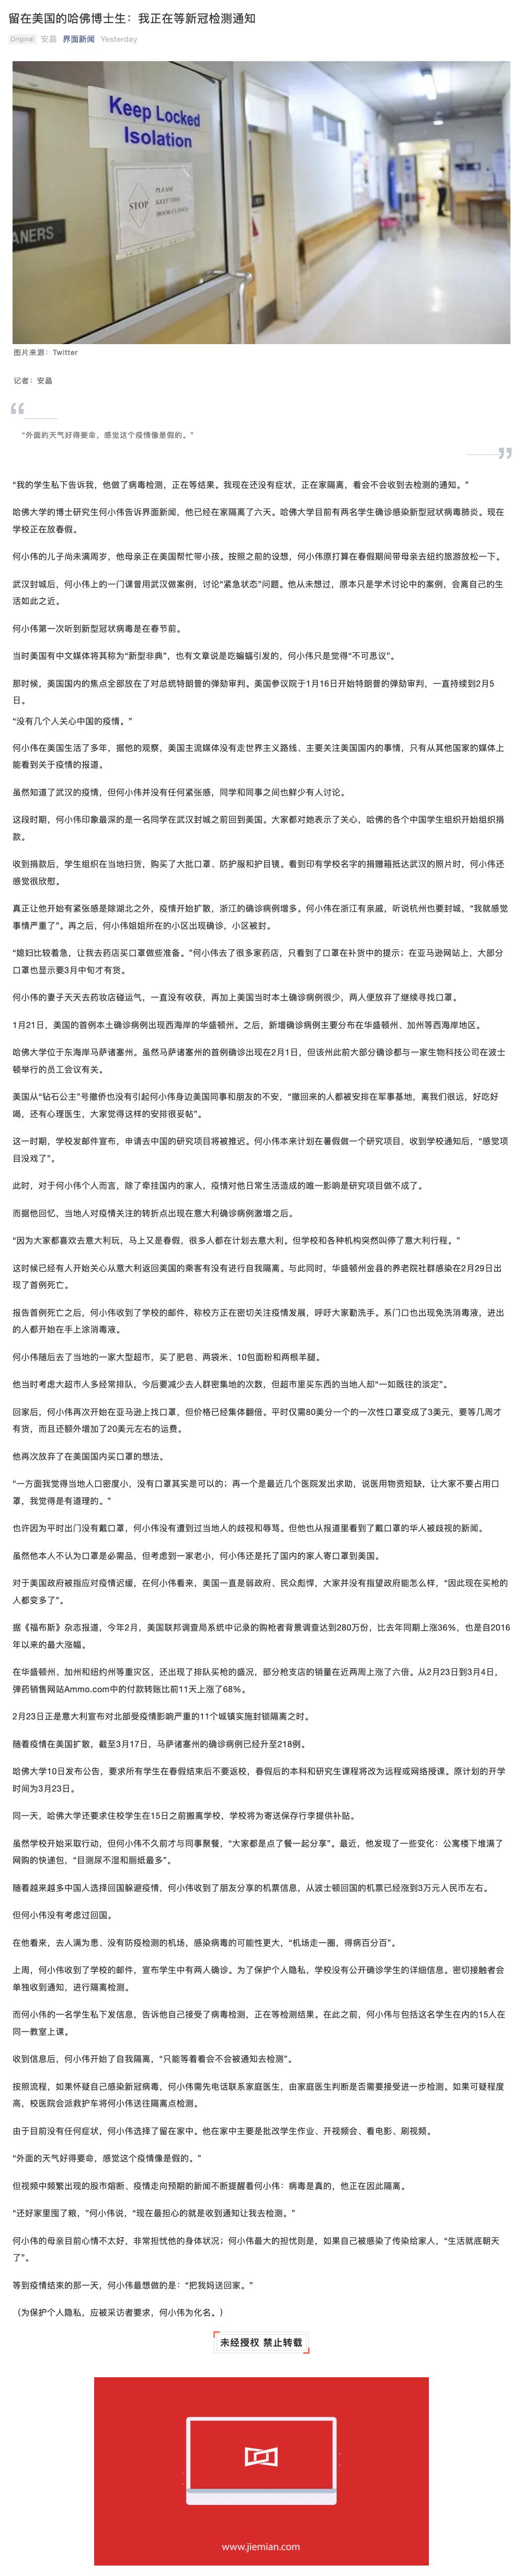 留在美国的哈佛博士生：我正在等新冠检测通知
Original 安晶 界面新闻 Yesterday
Keep Locked
Isolation
STOP
PLEASE
KEEP THIS
DOOR CLOSED
ANERS
图片来源：Twitter
记者：安晶
“外面的天气好得要命，感觉这个疫情像是假的。”
“我的学生私下告诉我，他做了病毒检测，正在等结果。我现在还没有症状，正在家隔离，看会不会收到去检测的通知。”
哈佛大学的博士研究生何小伟告诉界面新闻，他已经在家隔离了六天。哈佛大学目前有两名学生确诊感染新型冠状病毒肺炎。现在
学校正在放春假。
何小伟的儿子尚未满周岁，他母亲正在美国帮忙带小孩。按照之前的设想，何小伟原打算在春假期间带母亲去纽约旅游放松一下。
武汉封城后，何小伟上的一门课曾用武汉做案例，讨论“紧急状态”问题。他从未想过，原本只是学术讨论中的案例，会离自己的生
活如此之近。
何小伟第一次听到新型冠状病毒是在春节前。
当时美国有中文媒体将其称为“新型非典”，也有文章说是吃蝙蝠引发的，何小伟只是觉得“不可思议”。
那时候，美国国内的焦点全部放在了对总统特朗普的弹劾审判。美国参议院于1月16日开始特朗普的弹劾审判，一直持续到2月5
日。
“没有几个人关心中国的疫情。”
何小伟在美国生活了多年，据他的观察，美国主流媒体没有走世界主义路线、主要关注美国国内的事情，只有从其他国家的媒体上
能看到关于疫情的报道。
虽然知道了武汉的疫情，但何小伟并没有任何紧张感，同学和同事之间也鲜少有人讨论。
这段时期，何小伟印象最深的是一名同学在武汉封城之前回到美国。大家都对她表示了关心，哈佛的各个中国学生组织开始组织捐
款。
收到捐款后，学生组织在当地扫货，购买了大批口罩、防护服和护目镜。看到印有学校名字的捐赠箱抵达武汉的照片时，何小伟还
感觉很欣慰。
真正让他开始有紧张感是除湖北之外，疫情开始扩散，浙江的确诊病例增多。何小伟在浙江有亲戚，听说杭州也要封城，“我就感觉
事情严重了”。再之后，何小伟姐姐所在的小区出现确诊，小区被封。
“媳妇比较着急，让我去药店买口罩做些准备。”何小伟去了很多家药店，只看到了口罩在补货中的提示；在亚马逊网站上，大部分
口罩也显示要3月中旬才有货。
何小伟的妻子天天去药妆店碰运气，一直没有收获，再加上美国当时本土确诊病例很少，两人便放弃了继续寻找口罩。
1月21日，美国的首例本土确诊病例出现西海岸的华盛顿州。之后，新增确诊病例主要分布在华盛顿州、加州等西海岸地区。
哈佛大学位于东海岸马萨诸塞州。虽然马萨诸塞州的首例确诊出现在2月1日，但该州此前大部分确诊都与一家生物科技公司在波士
顿举行的员工会议有关。
美国从“钻石公主”号撤侨也没有引起何小伟身边美国同事和朋友的不安，“撤回来的人都被安排在军事基地，离我们很远，好吃好
喝，还有心理医生，大家觉得这样的安排很妥帖”。
这一时期，学校发邮件宣布，申请去中国的研究项目将被推迟。何小伟本来计划在暑假做一个研究项目，收到学校通知后，“感觉项
目没戏了”。
此时，对于何小伟个人而言，除了牵挂国内的家人，疫情对他日常生活造成的唯一影响是研究项目做不成了。
而据他回忆，当地人对疫情关注的转折点出现在意大利确诊病例激增之后。
“因为大家都喜欢去意大利玩，马上又是春假，很多人都在计划去意大利。但学校和各种机构突然叫停了意大利行程。”
这时候已经有人开始关心从意大利返回美国的乘客有没有进行自我隔离。与此同时，华盛顿州金县的养老院社群感染在2月29日出
现了首例死亡。
报告首例死亡之后，何小伟收到了学校的邮件，称校方正在密切关注疫情发展，呼吁大家勤洗手。系门口也出现免洗消毒液，进出
的人都开始在手上涂消毒液。
何小伟随后去了当地的一家大型超市，买了肥皂、两袋米、10包面粉和两根羊腿。
他当时考虑大超市人多经常排队，今后要减少去人群密集地的次数，但超市里买东西的当地人却“一如既往的淡定”。
回家后，何小伟再次开始在亚马逊上找口罩，但价格已经集体翻倍。平时仅需80美分一个的一次性口罩变成了3美元，要等几周才
有货，而且还额外增加了20美元左右的运费。
他再次放弃了在美国国内买口罩的想法。
“一方面我觉得当地人口密度小，没有口罩其实是可以的；再一个是最近几个医院发出求助，说医用物资短缺，让大家不要占用口
罩，我觉得是有道理的。”
也许因为平时出门没有戴口罩，何小伟没有遭到过当地人的歧视和辱骂。但他也从报道里看到了戴口罩的华人被歧视的新闻。
虽然他本人不认为口罩是必需品，但考虑到一家老小，何小伟还是托了国内的家人寄口罩到美国。
对于美国政府被指应对疫情迟缓，在何小伟看来，美国一直是弱政府、民众彪悍，大家并没有指望政府能怎么样，“因此现在买枪的
人都变多了”。
据《福布斯》杂志报道，今年2月，美国联邦调查局系统中记录的购枪者背景调查达到280万份，比去年同期上涨36%，也是自2016
年以来的最大涨幅。
在华盛顿州、加州和纽约州等重灾区，还出现了排队买枪的盛况，部分枪支店的销量在近两周上涨了六倍。从2月23日到3月4日，
弹药销售网站Ammo.com中的付款转账比前11天上涨了68%。
2月23日正是意大利宣布对北部受疫情影响严重的11个城镇实施封锁隔离之时。
随着疫情在美国扩散，截至3月17日，马萨诸塞州的确诊病例已经升至218例。
哈佛大学10日发布公告，要求所有学生在春假结束后不要返校，春假后的本科和研究生课程将改为远程或网络授课。原计划的开学
时间为3月23日。
同一天，哈佛大学还要求住校学生在15日之前搬离学校，学校将为寄送保存行李提供补贴。
虽然学校开始采取行动，但何小伟不久前才与同事聚餐，“大家都是点了餐一起分享”。最近，他发现了一些变化：公寓楼下堆满了
网购的快递包，“目测尿不湿和厕纸最多”。
随着越来越多中国人选择回国躲避疫情，何小伟收到了朋友分享的机票信息，从波士顿回国的机票已经涨到3万元人民币左右。
但何小伟没有考虑过回国。
在他看来，去人满为患、没有防疫检测的机场，感染病毒的可能性更大，“机场走一圈，得病百分百”。
上周，何小伟收到了学校的邮件，宣布学生中有两人确诊。为了保护个人隐私，学校没有公开确诊学生的详细信息。密切接触者会
单独收到通知，进行隔离检测。
而何小伟的一名学生私下发信息，告诉他自己接受了病毒检测，正在等检测结果。在此之前，何小伟与包括这名学生在内的15人在
同一教室上课。
收到信息后，何小伟开始了自我隔离，“只能等着看会不会被通知去检测”。
按照流程，如果怀疑自己感染新冠病毒，何小伟需先电话联系家庭医生，由家庭医生判断是否需要接受进一步检测。如果可疑程度
高，校医院会派救护车将何小伟送往隔离点检测。
由于目前没有任何症状，何小伟选择了留在家中。他在家中主要是批改学生作业、开视频会、看电影、刷视频。
“外面的天气好得要命，感觉这个疫情像是假的。”
但视频中频繁出现的股市熔断、疫情走向预期的新闻不断提醒着何小伟：病毒是真的，他正在因此隔离。
“还好家里囤了粮，”何小伟说，“现在最担心的就是收到通知让我去检测。”
何小伟的母亲目前心情不太好，非常担忧他的身体状况；何小伟最大的担忧则是，如果自己被感染了传染给家人，“生活就底朝天
了”。
等到疫情结束的那一天，何小伟最想做的是：“把我妈送回家。”
（为保护个人隐私，应被采访者要求，何小伟为化名。）
未经授权 禁止转载
www.jiemian.com